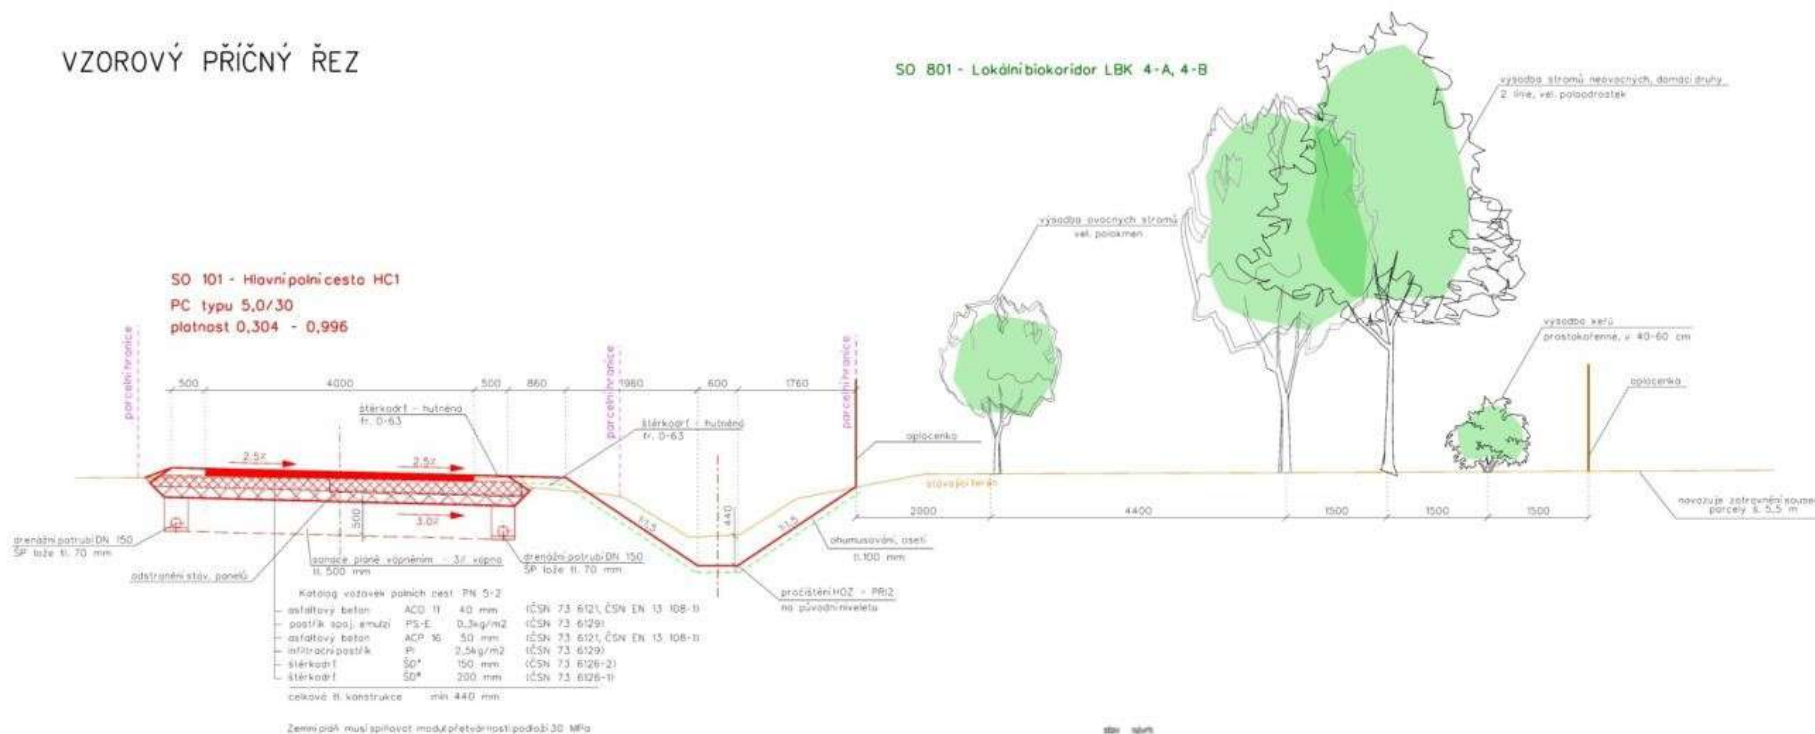 VZOROVÝ PŘÍČNÝ ŘEZ
SO 801 - Lokální biokoridor LBK 4-A, 4-B
výsadba stromů neovocných, domácí druhy
2 linie, vel. poloodrostek
výsadba ovocných stromů
vel. polokmen
SO 101 - Hlavní polní cesta HC1
PC typu 5,0/30
platnost 0,304 - 0,996
výsadba keřů
prostokořenné, v 40-60 cm
parcelní hranice
parcelní hranice
parcelní hranice
500 4000 500 860 1980 600 1760
oplocenka
štěrkodrť - hutněná
fr. 0-63
štěrkodrť - hutněná
fr. 0-63
oplocenka
2.5% 2.5%
stávající terén
1:1,5 440 1:1,5
500
3.0%
navazuje zatravnění
parcely š. 5,5 m
2000 4400 1500 1500 1500
drenážní potrubí DN 150
ŠP lože tl. 70 mm
ohumusování, osetí
tl.100 mm
sanace pláně vápněním - 3% vápna
tl. 500 mm
drenážní potrubí DN 150
ŠP lože tl. 70 mm
odstranění stáv. panelů
pročištění HOZ - PRI2
na původní niveletu
Katalog vozovek polních cest PN 5-2
asfaltový beton ACO 11 40 mm (ČSN 73 6121, ČSN EN 13 108-1)
postřik spoj. emulzí PS-E 0,3kg/m2 (ČSN 73 6129)
asfaltový beton ACP 16 50 mm (ČSN 73 6121, ČSN EN 13 108-1)
infiltrační postřik PI 2,5kg/m2 (ČSN 73 6129)
štěrkodrť 150 mm (ČSN 73 6126-2)
štěrkodrť 200 mm (ČSN 73 6126-1)
celková tl. konstrukce min 440 mm
Zemní pláň musí splňovat modul přetvárnosti podloží 30 MPa